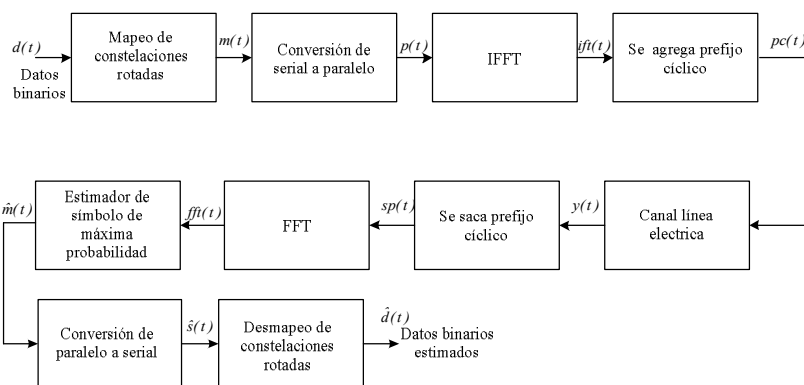 d(t)
Datos
binarios
Mapeo de
constelaciones
rotadas
m(t)
Conversión de
serial a paralelo
p(t)
IFFT
ift(t)
Se agrega prefijo
cíclico
pc(t)
m̂(t)
Estimador de
símbolo de
máxima
probabilidad
fft(t)
FFT
sp(t)
Se saca prefijo
cíclico
y(t)
Canal línea
electrica
Conversión de
paralelo a serial
ŝ(t)
Desmapeo de
constelaciones
rotadas
d̂(t)
Datos binarios
estimados